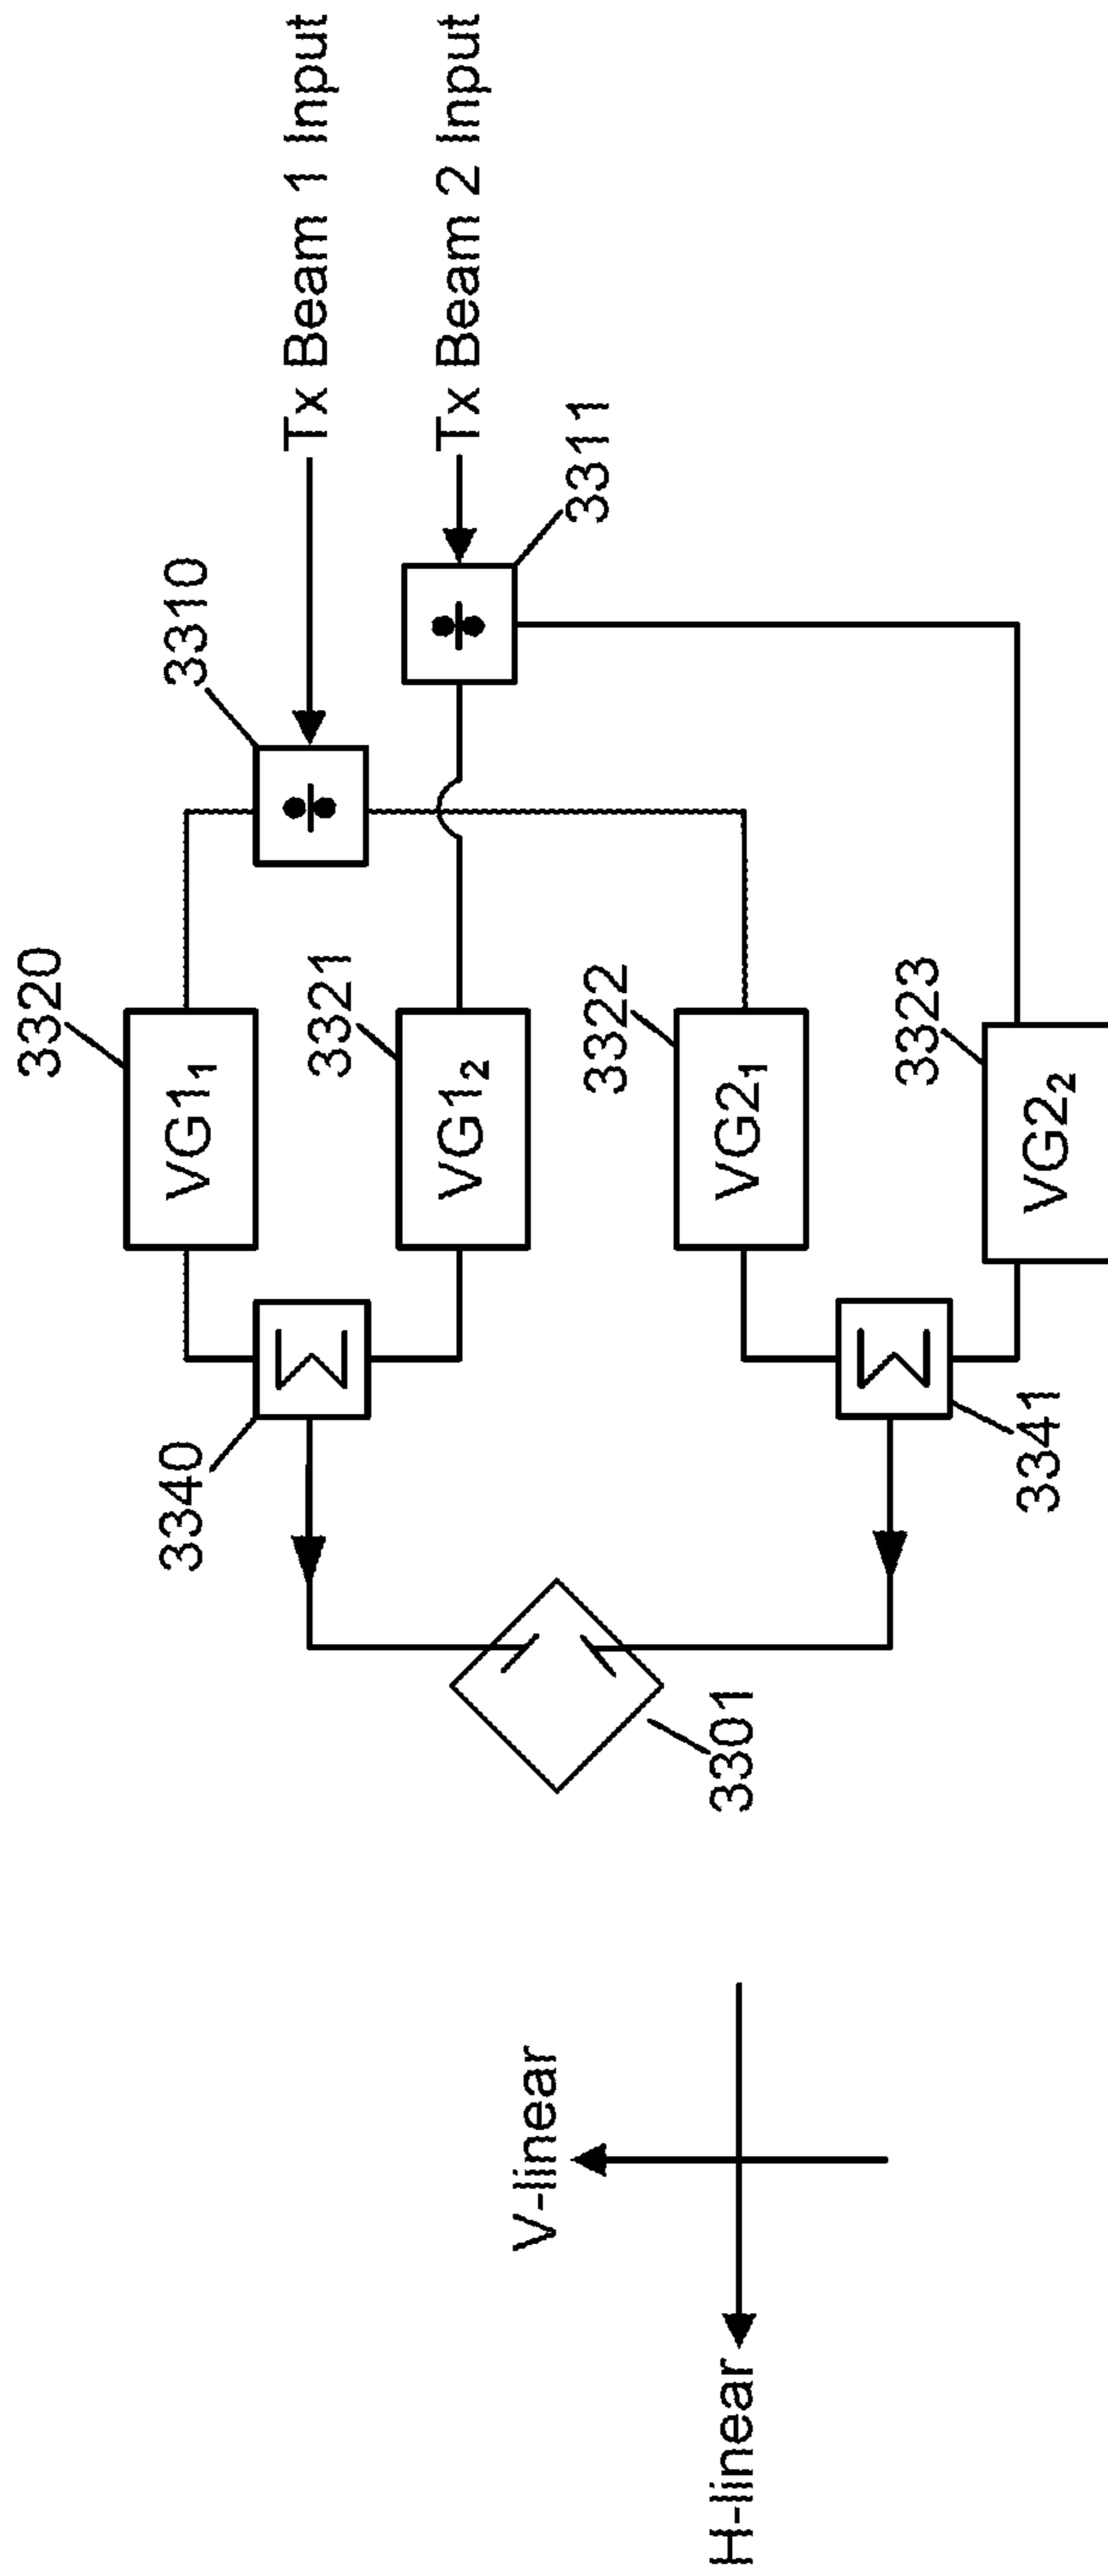 Tx Beam 1 Input
Tx Beam 2 Input
3310
3311
3320
3321
3322
3323
VG1₁
VG1₂
VG2₁
VG2₂
÷
÷
Σ
Σ
3340
3341
3301
V-linear
H-linear